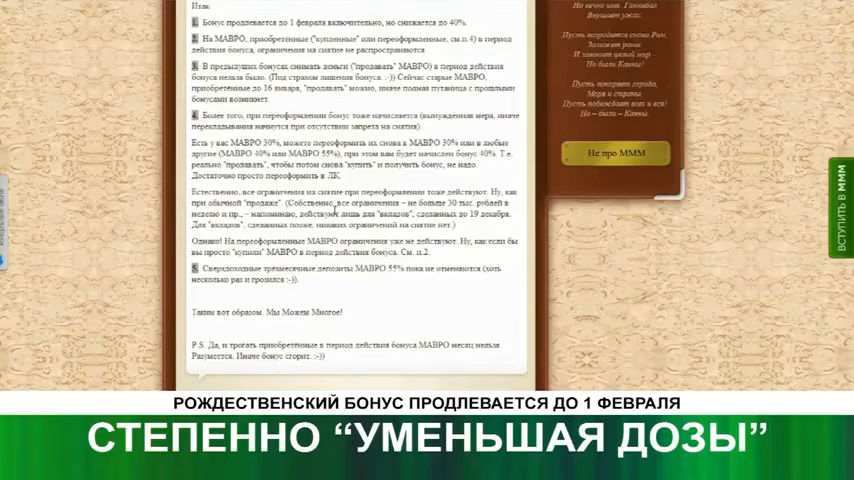 Итак
1. Бонус продлевается до 1 февраля включительно, но снижается до 40%.
2. На МАВРО, приобретённые ("купленные" или переоформленные, см.п.4) в период
действия бонуса, ограничения на снятие не распространяются.
3. В предыдущих бонусах снимать деньги ("продавать" МАВРО) в период действия
бонуса нельзя было. (Под страхом лишения бонуса. :-)) Сейчас старые МАВРО,
приобретённые до 16 января, "продавать" можно, иначе полная путаница с прошлыми
бонусами возникнет.
4. Более того, при переоформлении бонус тоже начисляется (вынужденная мера, иначе
перекладывания начнутся при отсутствии запрета на снятия).
Есть у вас МАВРО 30%, можете переоформить их снова в МАВРО 30% или в любые
другие (МАВРО 40% или МАВРО 55%), при этом вам будет начислен бонус 40%. Т.е.
реально "продавать", чтобы потом снова "купить" и получить бонус, не надо.
Достаточно просто переоформить в ЛК.
Естественно, все ограничения на снятие при переоформлении тоже действуют. Ну, как
при обычной "продаже". (Собственно, все ограничения – не больше 30 тыс. рублей в
неделю и пр., – напоминаю, действуют лишь для "вкладов", сделанных до 19 декабря.
Для "вкладов", сделанных позже, никаких ограничений на снятие нет.)
Однако! На переоформленные МАВРО ограничения уже не действуют. Ну, как если бы
вы просто "купили" МАВРО в период действия бонуса. См. п.2.
5. Сверхдоходные трёхмесячные депозиты МАВРО 55% пока не отменяются (хоть
несколько раз и грозился :-)).
Таким вот образом. Мы Можем Многое!
P.S. Да, и трогать приобретённые в период действия бонуса МАВРО месяц нельзя.
Разумеется. Иначе бонус сгорит. :-))
Но вечно имя. Ганнибал
Внушает ужас.
Пусть возродится снова Рим,
Залижет раны
И завоюет целый мир –
Но были Канны!
Пусть покоряет города,
Моря и страны.
Пусть побеждает всех и вся!
Но – были – Канны.
Не про МММ
ВСТУПИТЬ В МММ
РОЖДЕСТВЕНСКИЙ БОНУС ПРОДЛЕВАЕТСЯ ДО 1 ФЕВРАЛЯ
СТЕПЕННО “УМЕНЬШАЯ ДОЗЫ”